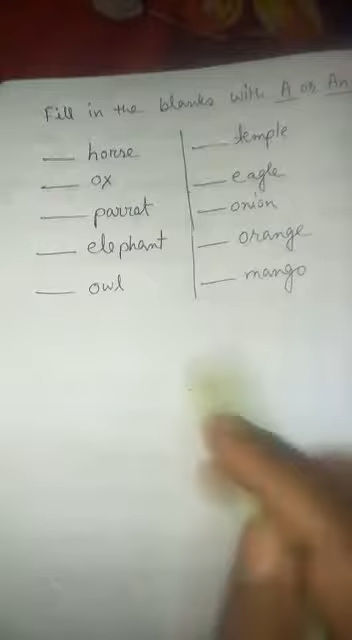 Fill in the blanks with A or An
___ horse
___ ox
___ parrat
___ elephant
___ owl
___ temple
___ eagle
___ onion
___ orange
___ mango